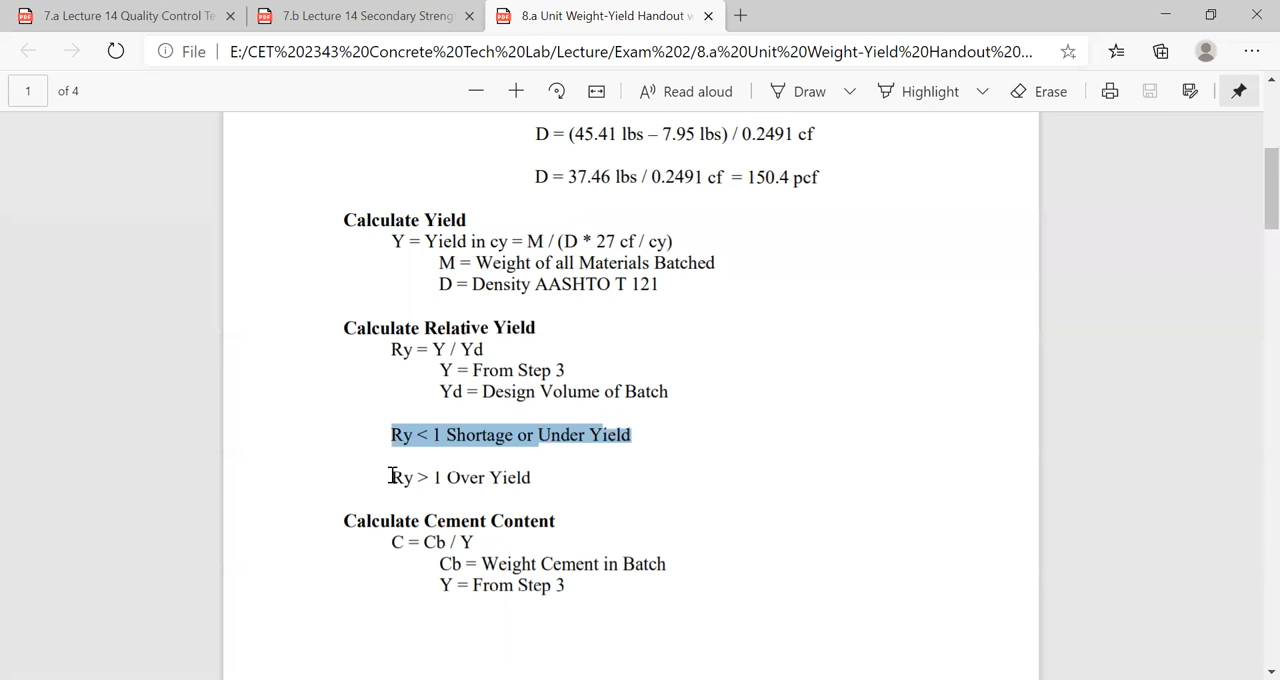 7.a Lecture 14 Quality Control Te
7.b Lecture 14 Secondary Streng
8.a Unit Weight-Yield Handout w
File
E:/CET%202343%20Concrete%20Tech%20Lab/Lecture/Exam%202/8.a%20Unit%20Weight-Yield%20Handout%20...
1 of 4
Read aloud
Draw
Highlight
Erase
D = (45.41 lbs – 7.95 lbs) / 0.2491 cf
D = 37.46 lbs / 0.2491 cf = 150.4 pcf
Calculate Yield
Y = Yield in cy = M / (D * 27 cf / cy)
M = Weight of all Materials Batched
D = Density AASHTO T 121
Calculate Relative Yield
Ry = Y / Yd
Y = From Step 3
Yd = Design Volume of Batch
Ry < 1 Shortage or Under Yield
Ry > 1 Over Yield
Calculate Cement Content
C = Cb / Y
Cb = Weight Cement in Batch
Y = From Step 3